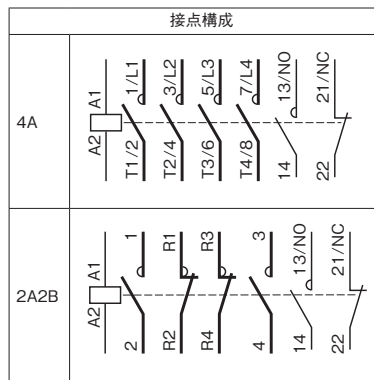 接点構成
4A
A1 1/L1 3/L2 5/L3 7/L4 13/NO 21/NC
A2 T1/2 T2/4 T3/6 T4/8 14 22
2A2B
A1 1 R1 R3 3 13/NO 21/NC
A2 2 R2 R4 4 14 22